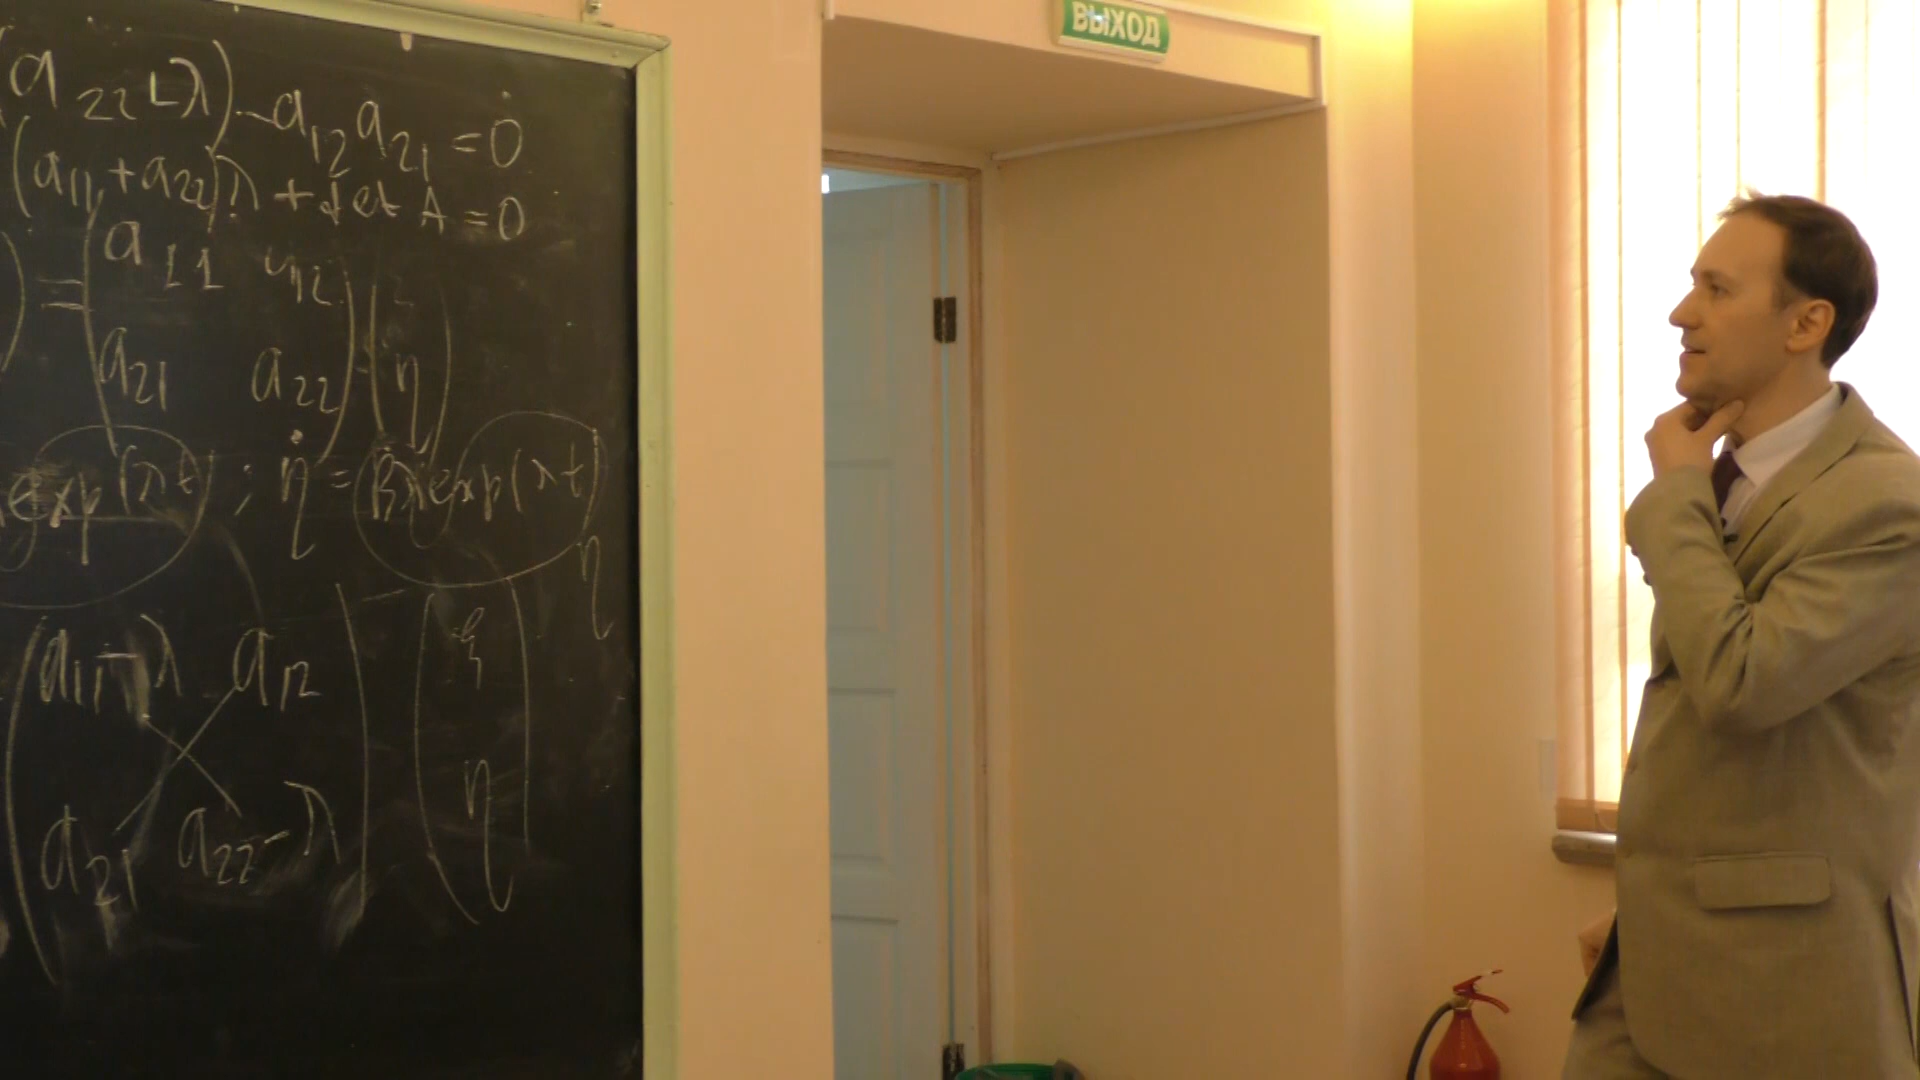 ВЫХОД
(a₂₂-λ)-a₁₂a₂₁=0
(a₁₁+a₂₂)λ+det A=0
)=(a₁₁ a₁₂)(ξ
a₂₁ a₂₂)(η)
exp(λt); η̇=Bλexp(λt)
η
(a₁₁-λ a₁₂)(ξ
a₂₁ a₂₂-λ)(η)